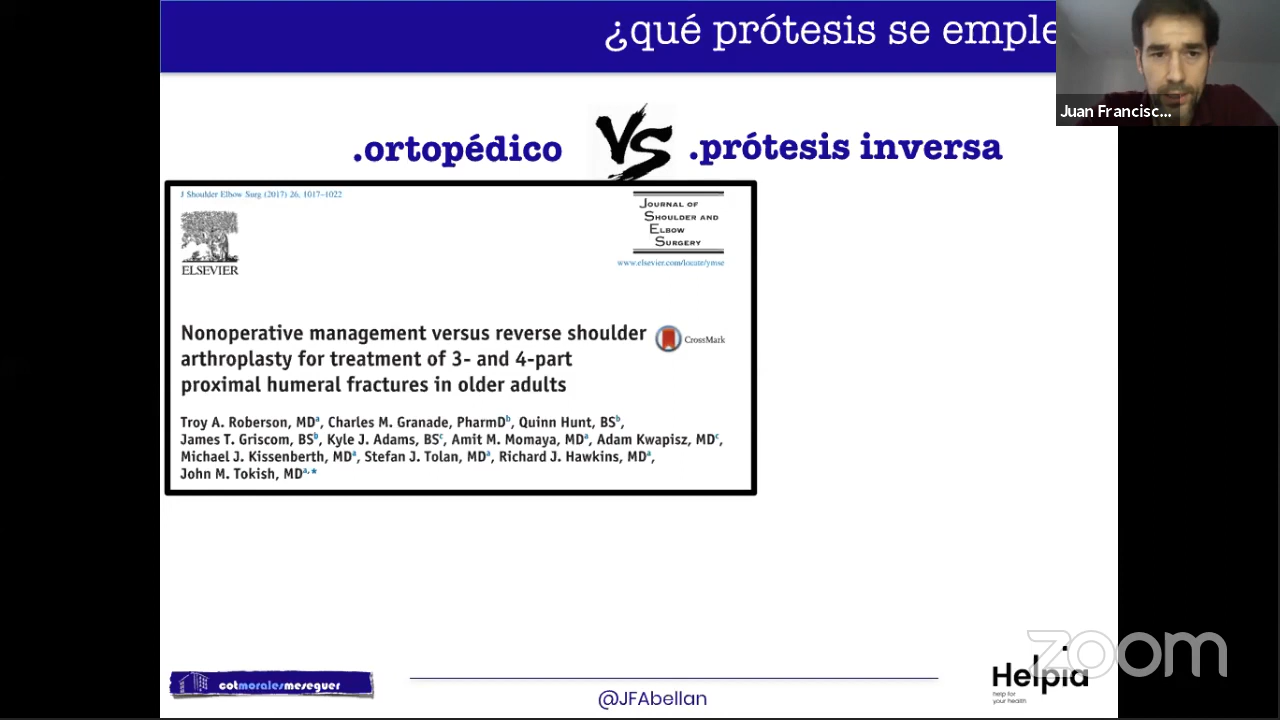 ¿qué prótesis se emple
Juan Francisc...
.ortopédico VS .prótesis inversa
J Shoulder Elbow Surg (2017) 26, 1017–1022
ELSEVIER
JOURNAL OF
SHOULDER AND
ELBOW
SURGERY
www.elsevier.com/locate/ymse
Nonoperative management versus reverse shoulder
arthroplasty for treatment of 3- and 4-part
proximal humeral fractures in older adults
CrossMark
Troy A. Roberson, MDa, Charles M. Granade, PharmDb, Quinn Hunt, BSb,
James T. Griscom, BSb, Kyle J. Adams, BSc, Amit M. Momaya, MDa, Adam Kwapisz, MDc,
Michael J. Kissenberth, MDa, Stefan J. Tolan, MDa, Richard J. Hawkins, MDa,
John M. Tokish, MDa,*
cotmoralesmeseguer
@JFAbellan
Helpia
help for
your health
zoom